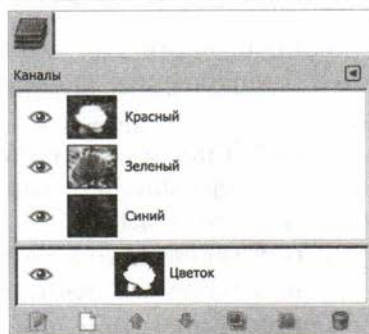 Каналы
Красный
Зеленый
Синий
Цветок